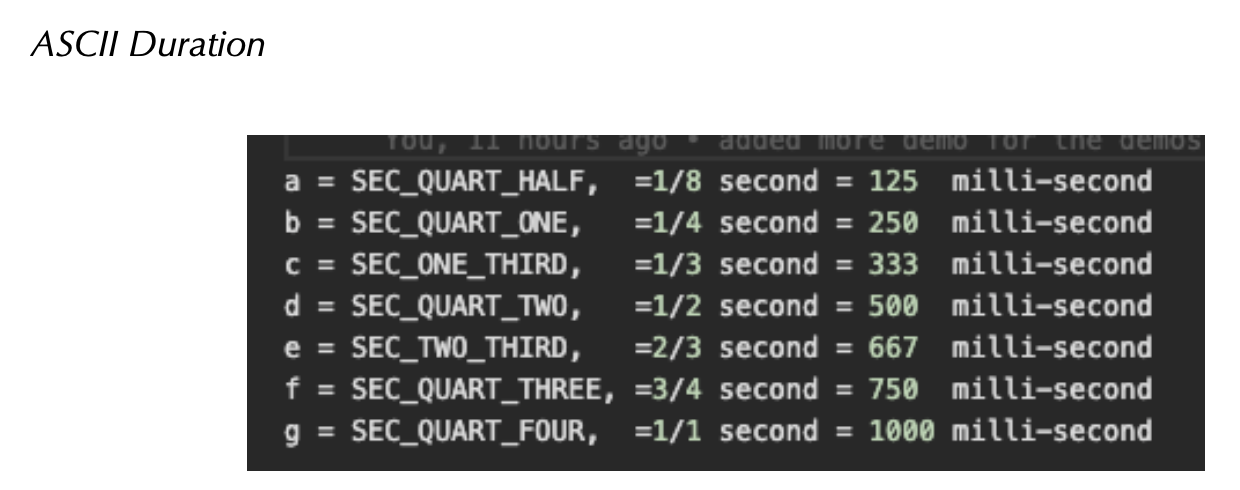 ASCII Duration
You, 11 hours ago • added more demo for the demos
a = SEC_QUART_HALF,  =1/8 second = 125  milli-second
b = SEC_QUART_ONE,   =1/4 second = 250  milli-second
c = SEC_ONE_THIRD,   =1/3 second = 333  milli-second
d = SEC_QUART_TWO,   =1/2 second = 500  milli-second
e = SEC_TWO_THIRD,   =2/3 second = 667  milli-second
f = SEC_QUART_THREE, =3/4 second = 750  milli-second
g = SEC_QUART_FOUR,  =1/1 second = 1000 milli-second